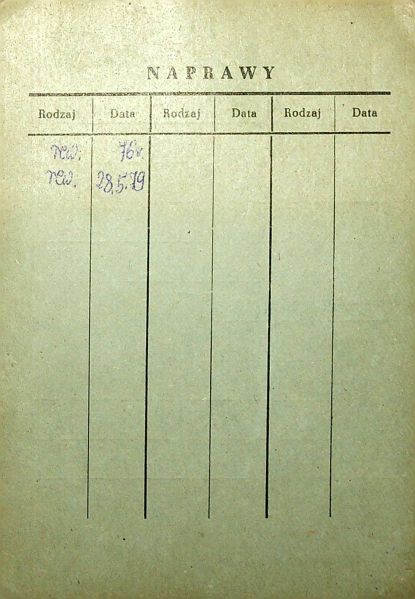 NAPRAWY
Rodzaj Data Rodzaj Data Rodzaj Data
rew. 76r.
rew. 28.5.79